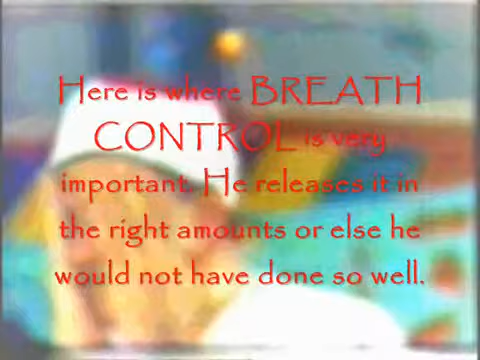 Here is where BREATH
CONTROL is very
important. He releases it in
the right amounts or else he
would not have done so well.